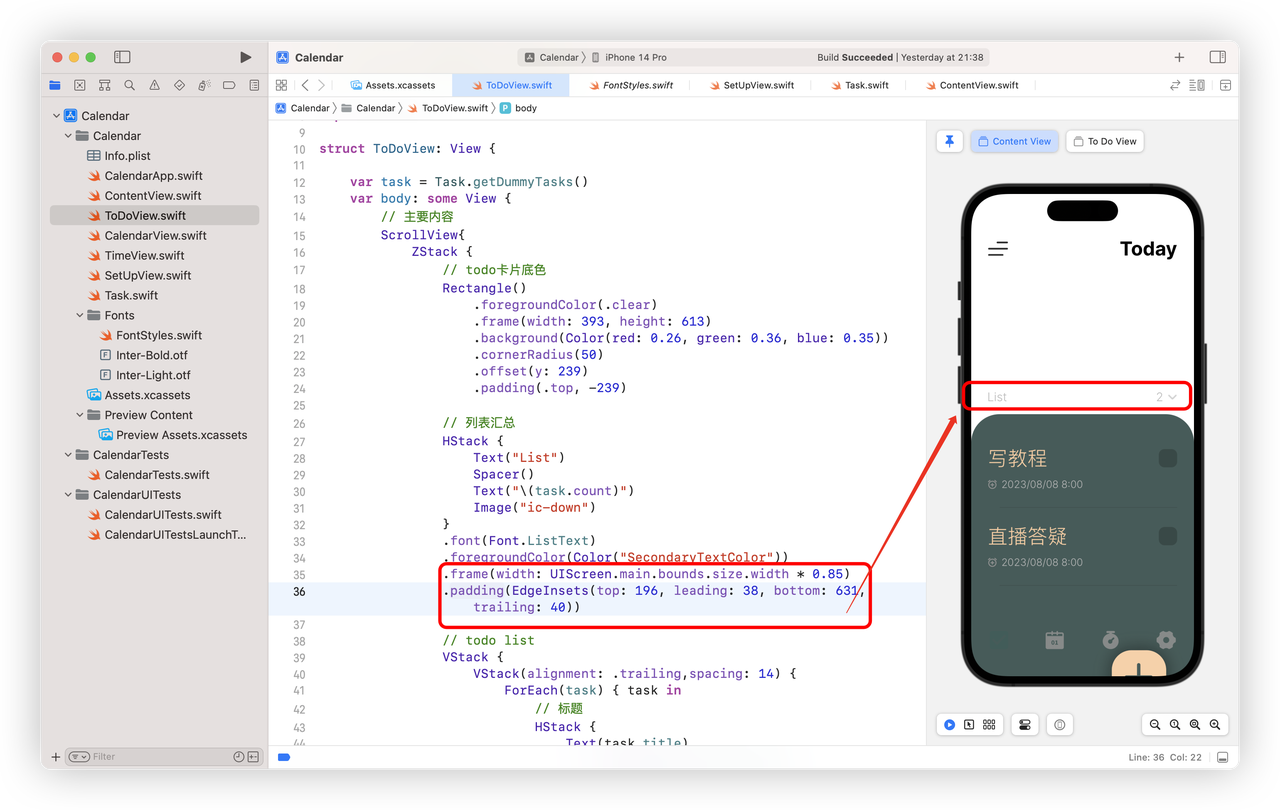 Calendar
Calendar
iPhone 14 Pro
Build Succeeded | Yesterday at 21:38
Assets.xcassets
ToDoView.swift
FontStyles.swift
SetUpView.swift
Task.swift
ContentView.swift
Calendar
Calendar
ToDoView.swift
P
body
Calendar
Calendar
Info.plist
CalendarApp.swift
ContentView.swift
ToDoView.swift
CalendarView.swift
TimeView.swift
SetUpView.swift
Task.swift
Fonts
FontStyles.swift
F Inter-Bold.otf
F Inter-Light.otf
Assets.xcassets
Preview Content
Preview Assets.xcassets
CalendarTests
CalendarTests.swift
CalendarUITests
CalendarUITests.swift
CalendarUITestsLaunchT...
Filter
9
10 struct ToDoView: View {
11
12 var task = Task.getDummyTasks()
13 var body: some View {
14 // 主要内容
15 ScrollView{
16 ZStack {
17 // todo卡片底色
18 Rectangle()
19 .foregroundColor(.clear)
20 .frame(width: 393, height: 613)
21 .background(Color(red: 0.26, green: 0.36, blue: 0.35))
22 .cornerRadius(50)
23 .offset(y: 239)
24 .padding(.top, -239)
25
26 // 列表汇总
27 HStack {
28 Text("List")
29 Spacer()
30 Text("\(task.count)")
31 Image("ic-down")
32 }
33 .font(Font.ListText)
34 .foregroundColor(Color("SecondaryTextColor"))
35 .frame(width: UIScreen.main.bounds.size.width * 0.85)
36 .padding(EdgeInsets(top: 196, leading: 38, bottom: 631,
trailing: 40))
37
38 // todo list
39 VStack {
40 VStack(alignment: .trailing,spacing: 14) {
41 ForEach(task) { task in
42 // 标题
43 HStack {
44 Text(task.title)
Content View
To Do View
Today
List
2
写教程
2023/08/08 8:00
直播答疑
2023/08/08 8:00
01
Line: 36 Col: 22